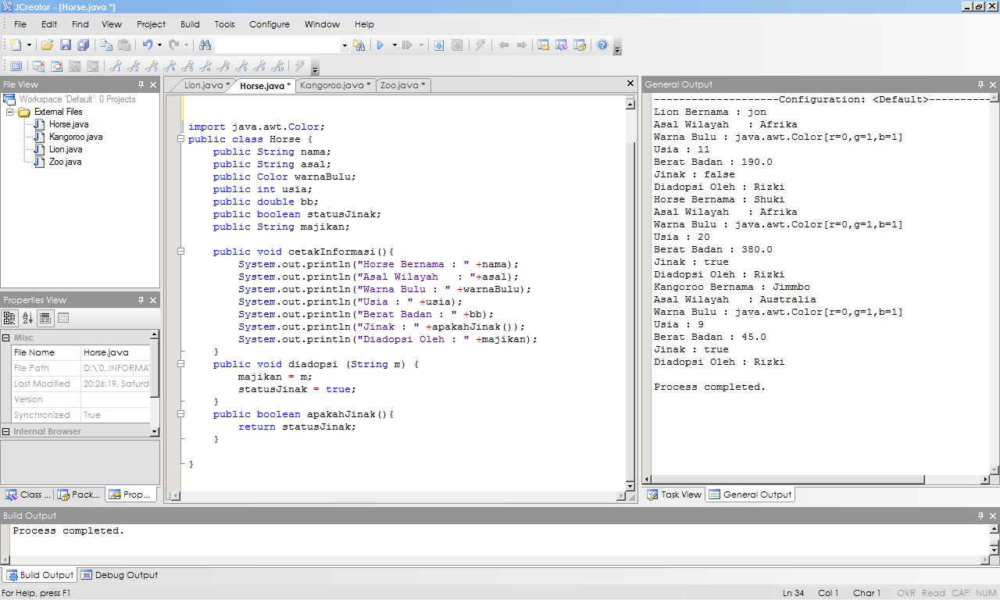 JCreator - [Horse.java *]
File Edit Find View Project Build Tools Configure Window Help
File View
Workspace 'Default': 0 Projects
External Files
Horse.java
Kangoroo.java
Lion.java
Zoo.java
Properties View
Misc
File Name Horse.java
File Path D:\'0..INFORMAT
Last Modified 20:26:19, Saturd
Version
Synchronized True
Internal Browser
Class ... Pack... Prop...
Lion.java * Horse.java * Kangoroo.java * Zoo.java *
import java.awt.Color;
public class Horse {
public String nama;
public String asal;
public Color warnaBulu;
public int usia;
public double bb;
public boolean statusJinak;
public String majikan;
public void cetakInformasi(){
System.out.println("Horse Bernama : " +nama);
System.out.println("Asal Wilayah   : "+asal);
System.out.println("Warna Bulu : " +warnaBulu);
System.out.println("Usia : " +usia);
System.out.println("Berat Badan : " +bb);
System.out.println("Jinak : " +apakahJinak());
System.out.println("Diadopsi Oleh : " +majikan);
}
public void diadopsi (String m) {
majikan = m;
statusJinak = true;
}
public boolean apakahJinak(){
return statusJinak;
}
}
General Output
--------------------Configuration: <Default>----------
Lion Bernama : jon
Asal Wilayah   : Afrika
Warna Bulu : java.awt.Color[r=0,g=1,b=1]
Usia : 11
Berat Badan : 190.0
Jinak : false
Diadopsi Oleh : Rizki
Horse Bernama : Shuki
Asal Wilayah   : Afrika
Warna Bulu : java.awt.Color[r=0,g=1,b=1]
Usia : 20
Berat Badan : 380.0
Jinak : true
Diadopsi Oleh : Rizki
Kangoroo Bernama : Jimmbo
Asal Wilayah   : Australia
Warna Bulu : java.awt.Color[r=0,g=1,b=1]
Usia : 9
Berat Badan : 45.0
Jinak : true
Diadopsi Oleh : Rizki
Process completed.
Task View General Output
Build Output
Process completed.
Build Output Debug Output
For Help, press F1 Ln 34 Col 1 Char 1 OVR Read CAP NUM